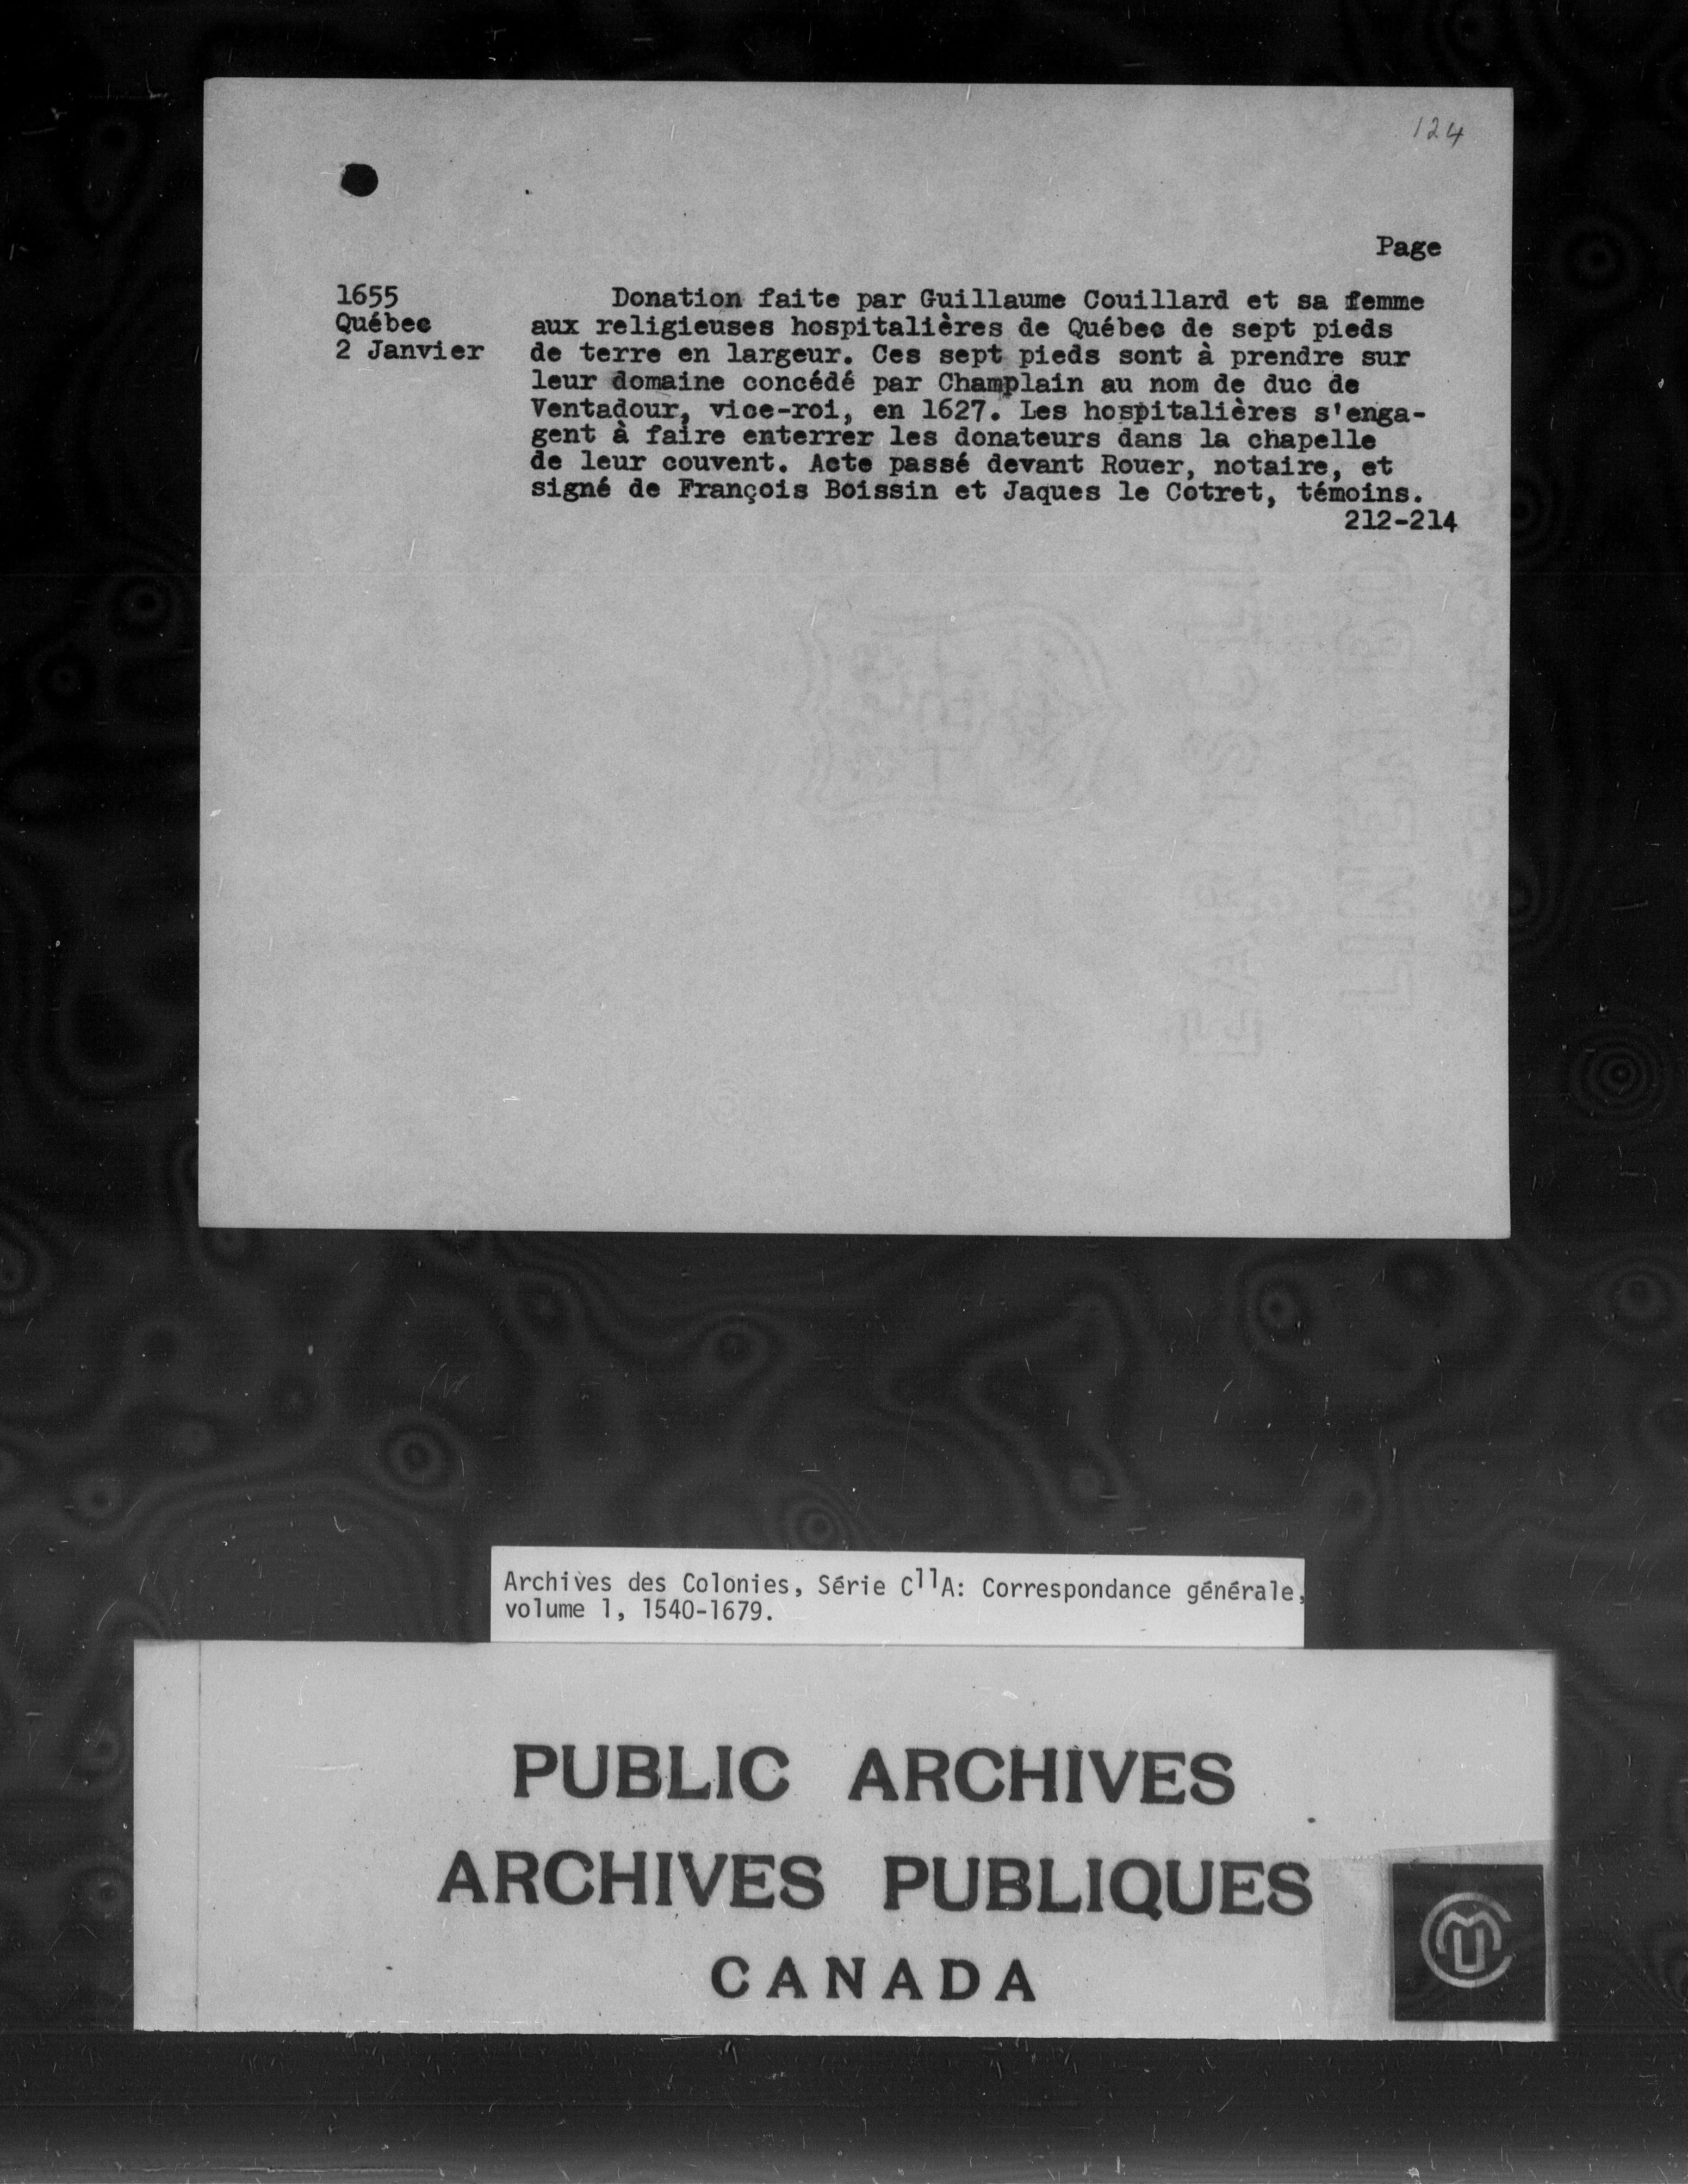 124
Page
1655
Québec
2 Janvier
Donation faite par Guillaume Couillard et sa femme
aux religieuses hospitalières de Québec de sept pieds
de terre en largeur. Ces sept pieds sont à prendre sur
leur domaine concédé par Champlain au nom de duc de
Ventadour, vice-roi, en 1627. Les hospitalières s'enga-
gent à faire enterrer les donateurs dans la chapelle
de leur couvent. Acte passé devant Rouer, notaire, et
signé de François Boissin et Jaques le Cotret, témoins.
212-214
Archives des Colonies, Série C11A: Correspondance générale,
volume 1, 1540-1679.
PUBLIC ARCHIVES
ARCHIVES PUBLIQUES
CANADA